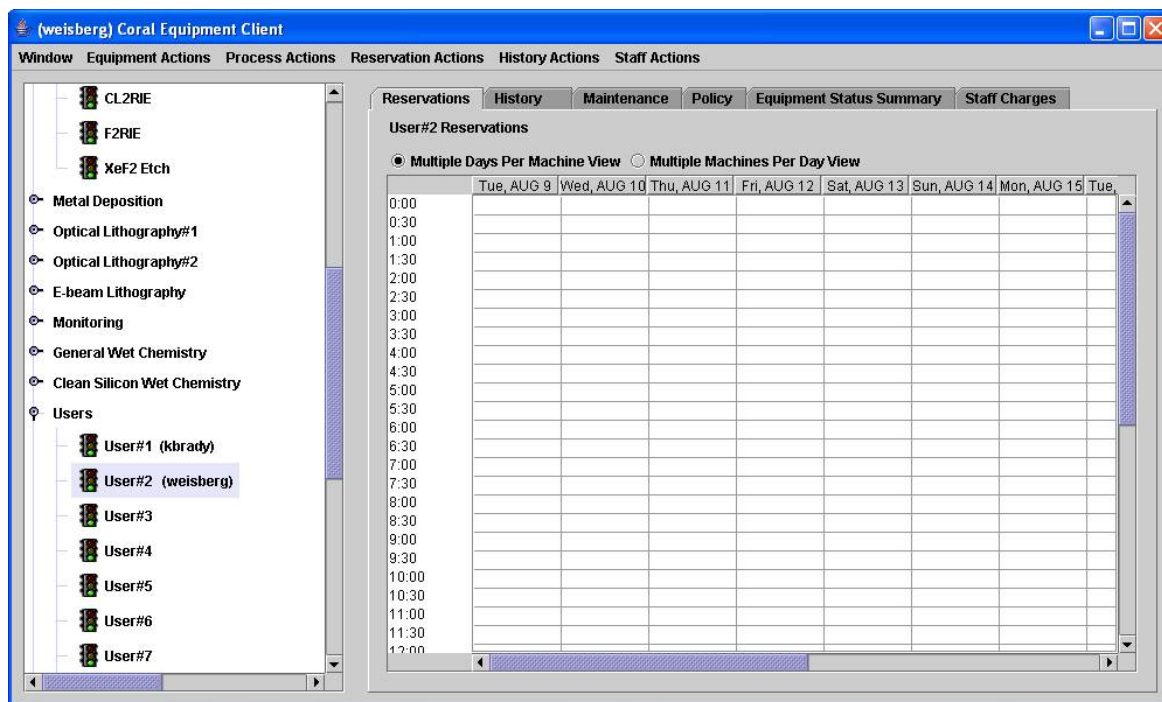 (weisberg) Coral Equipment Client
Window Equipment Actions Process Actions Reservation Actions History Actions Staff Actions
CL2RIE
F2RIE
XeF2 Etch
Metal Deposition
Optical Lithography#1
Optical Lithography#2
E-beam Lithography
Monitoring
General Wet Chemistry
Clean Silicon Wet Chemistry
Users
User#1 (kbrady)
User#2 (weisberg)
User#3
User#4
User#5
User#6
User#7
Reservations History Maintenance Policy Equipment Status Summary Staff Charges
User#2 Reservations
Multiple Days Per Machine View Multiple Machines Per Day View
Tue, AUG 9 Wed, AUG 10 Thu, AUG 11 Fri, AUG 12 Sat, AUG 13 Sun, AUG 14 Mon, AUG 15 Tue,
0:00
0:30
1:00
1:30
2:00
2:30
3:00
3:30
4:00
4:30
5:00
5:30
6:00
6:30
7:00
7:30
8:00
8:30
9:00
9:30
10:00
10:30
11:00
11:30
12:00